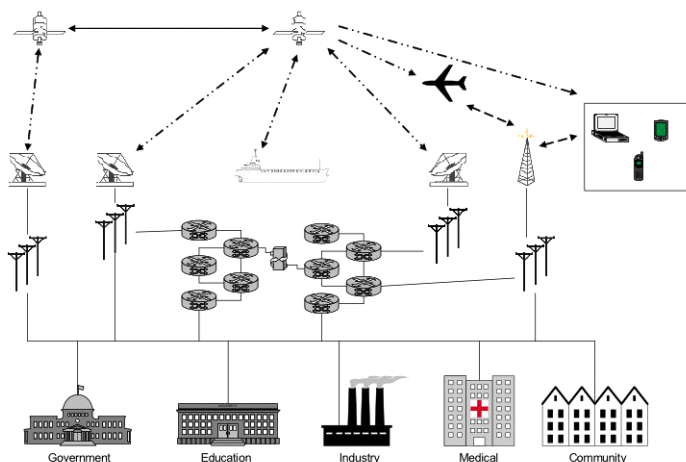 Government
Education
Industry
Medical
Community